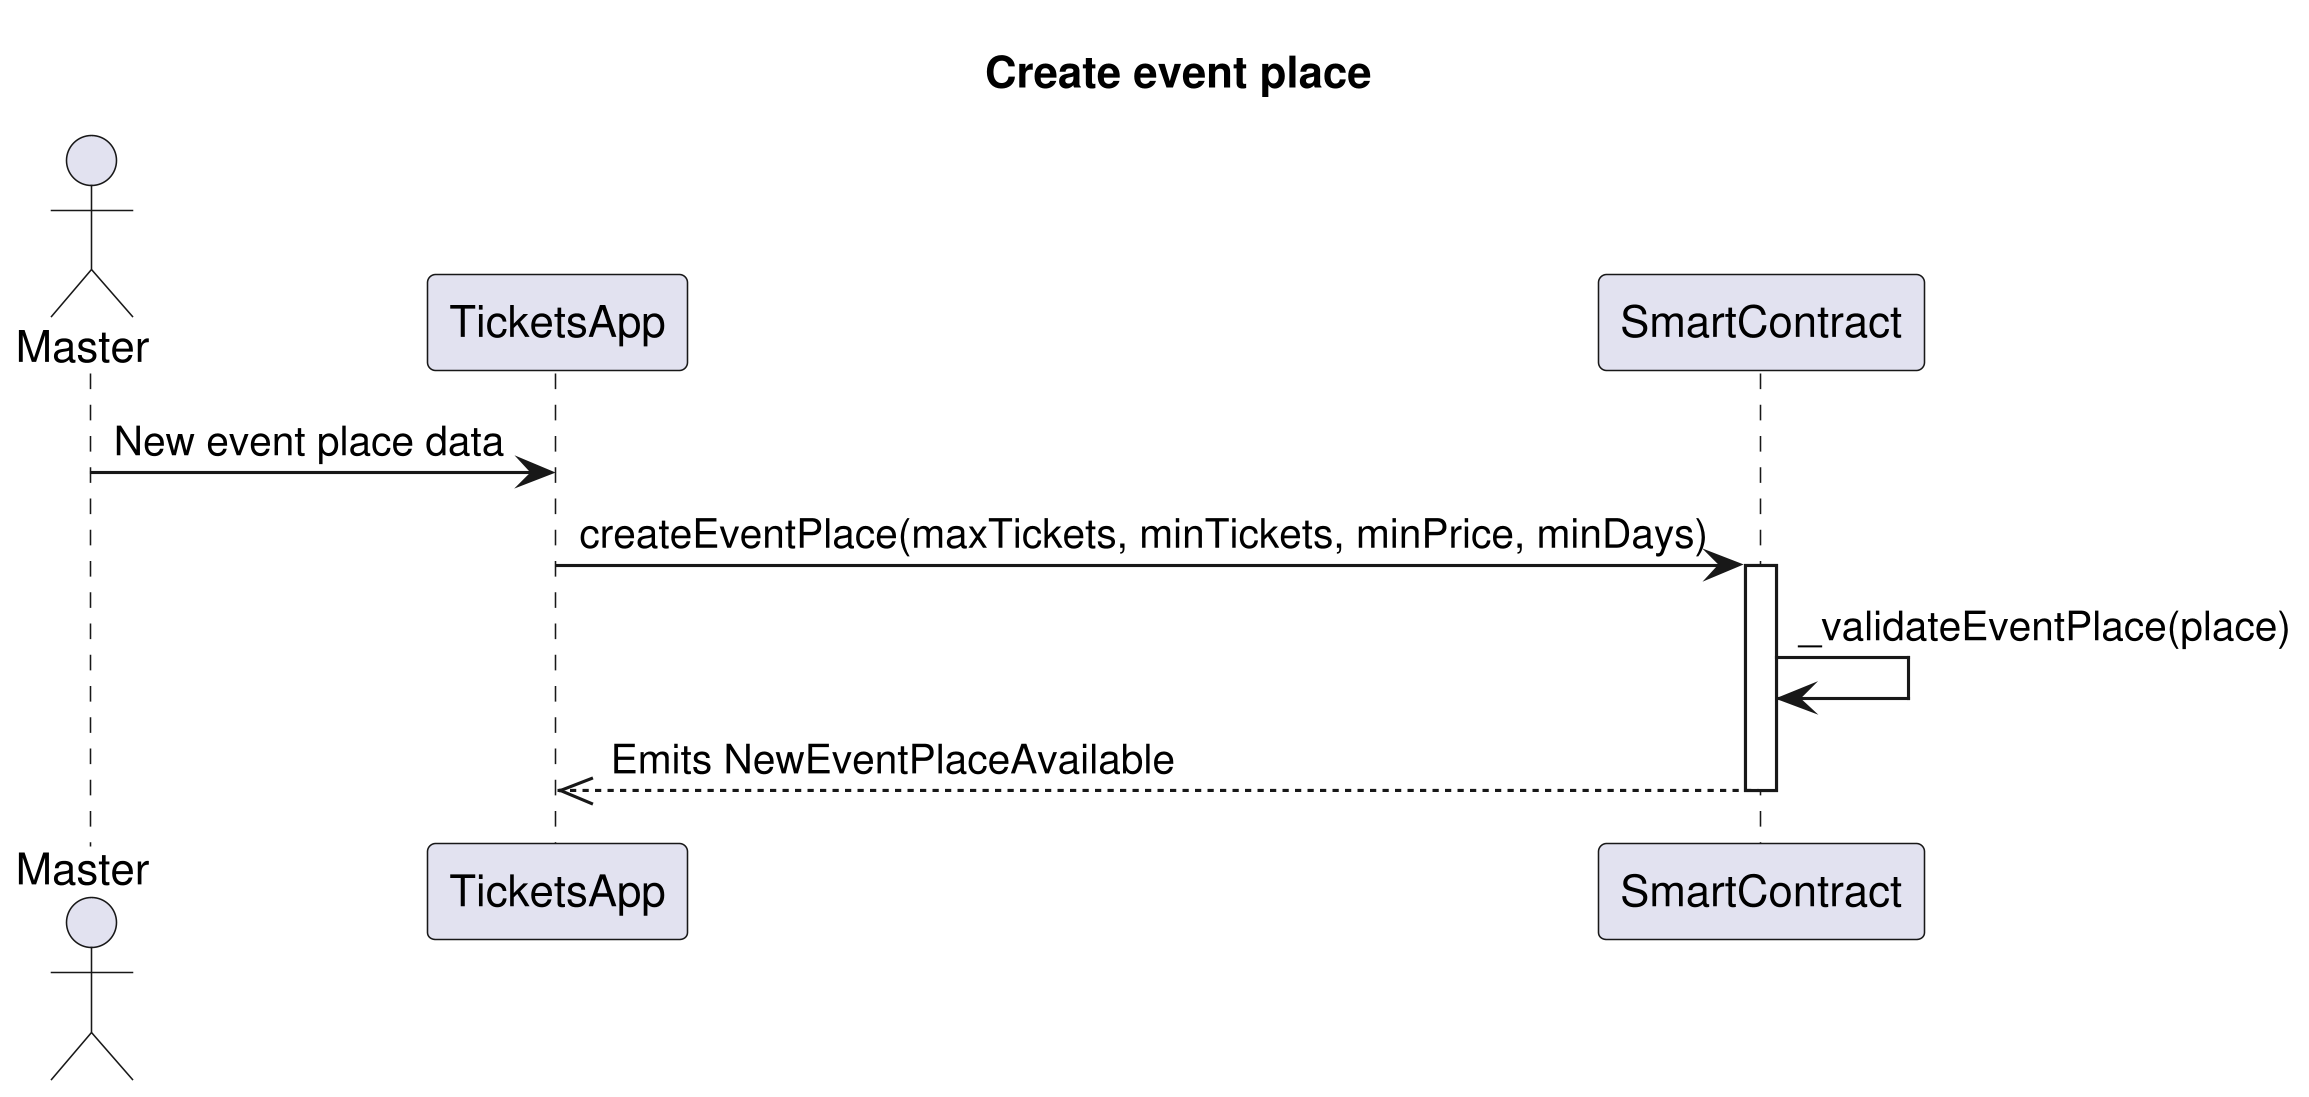 Create event place
Master
TicketsApp
SmartContract
New event place data
createEventPlace(maxTickets, minTickets, minPrice, minDays)
_validateEventPlace(place)
Emits NewEventPlaceAvailable
Master
TicketsApp
SmartContract